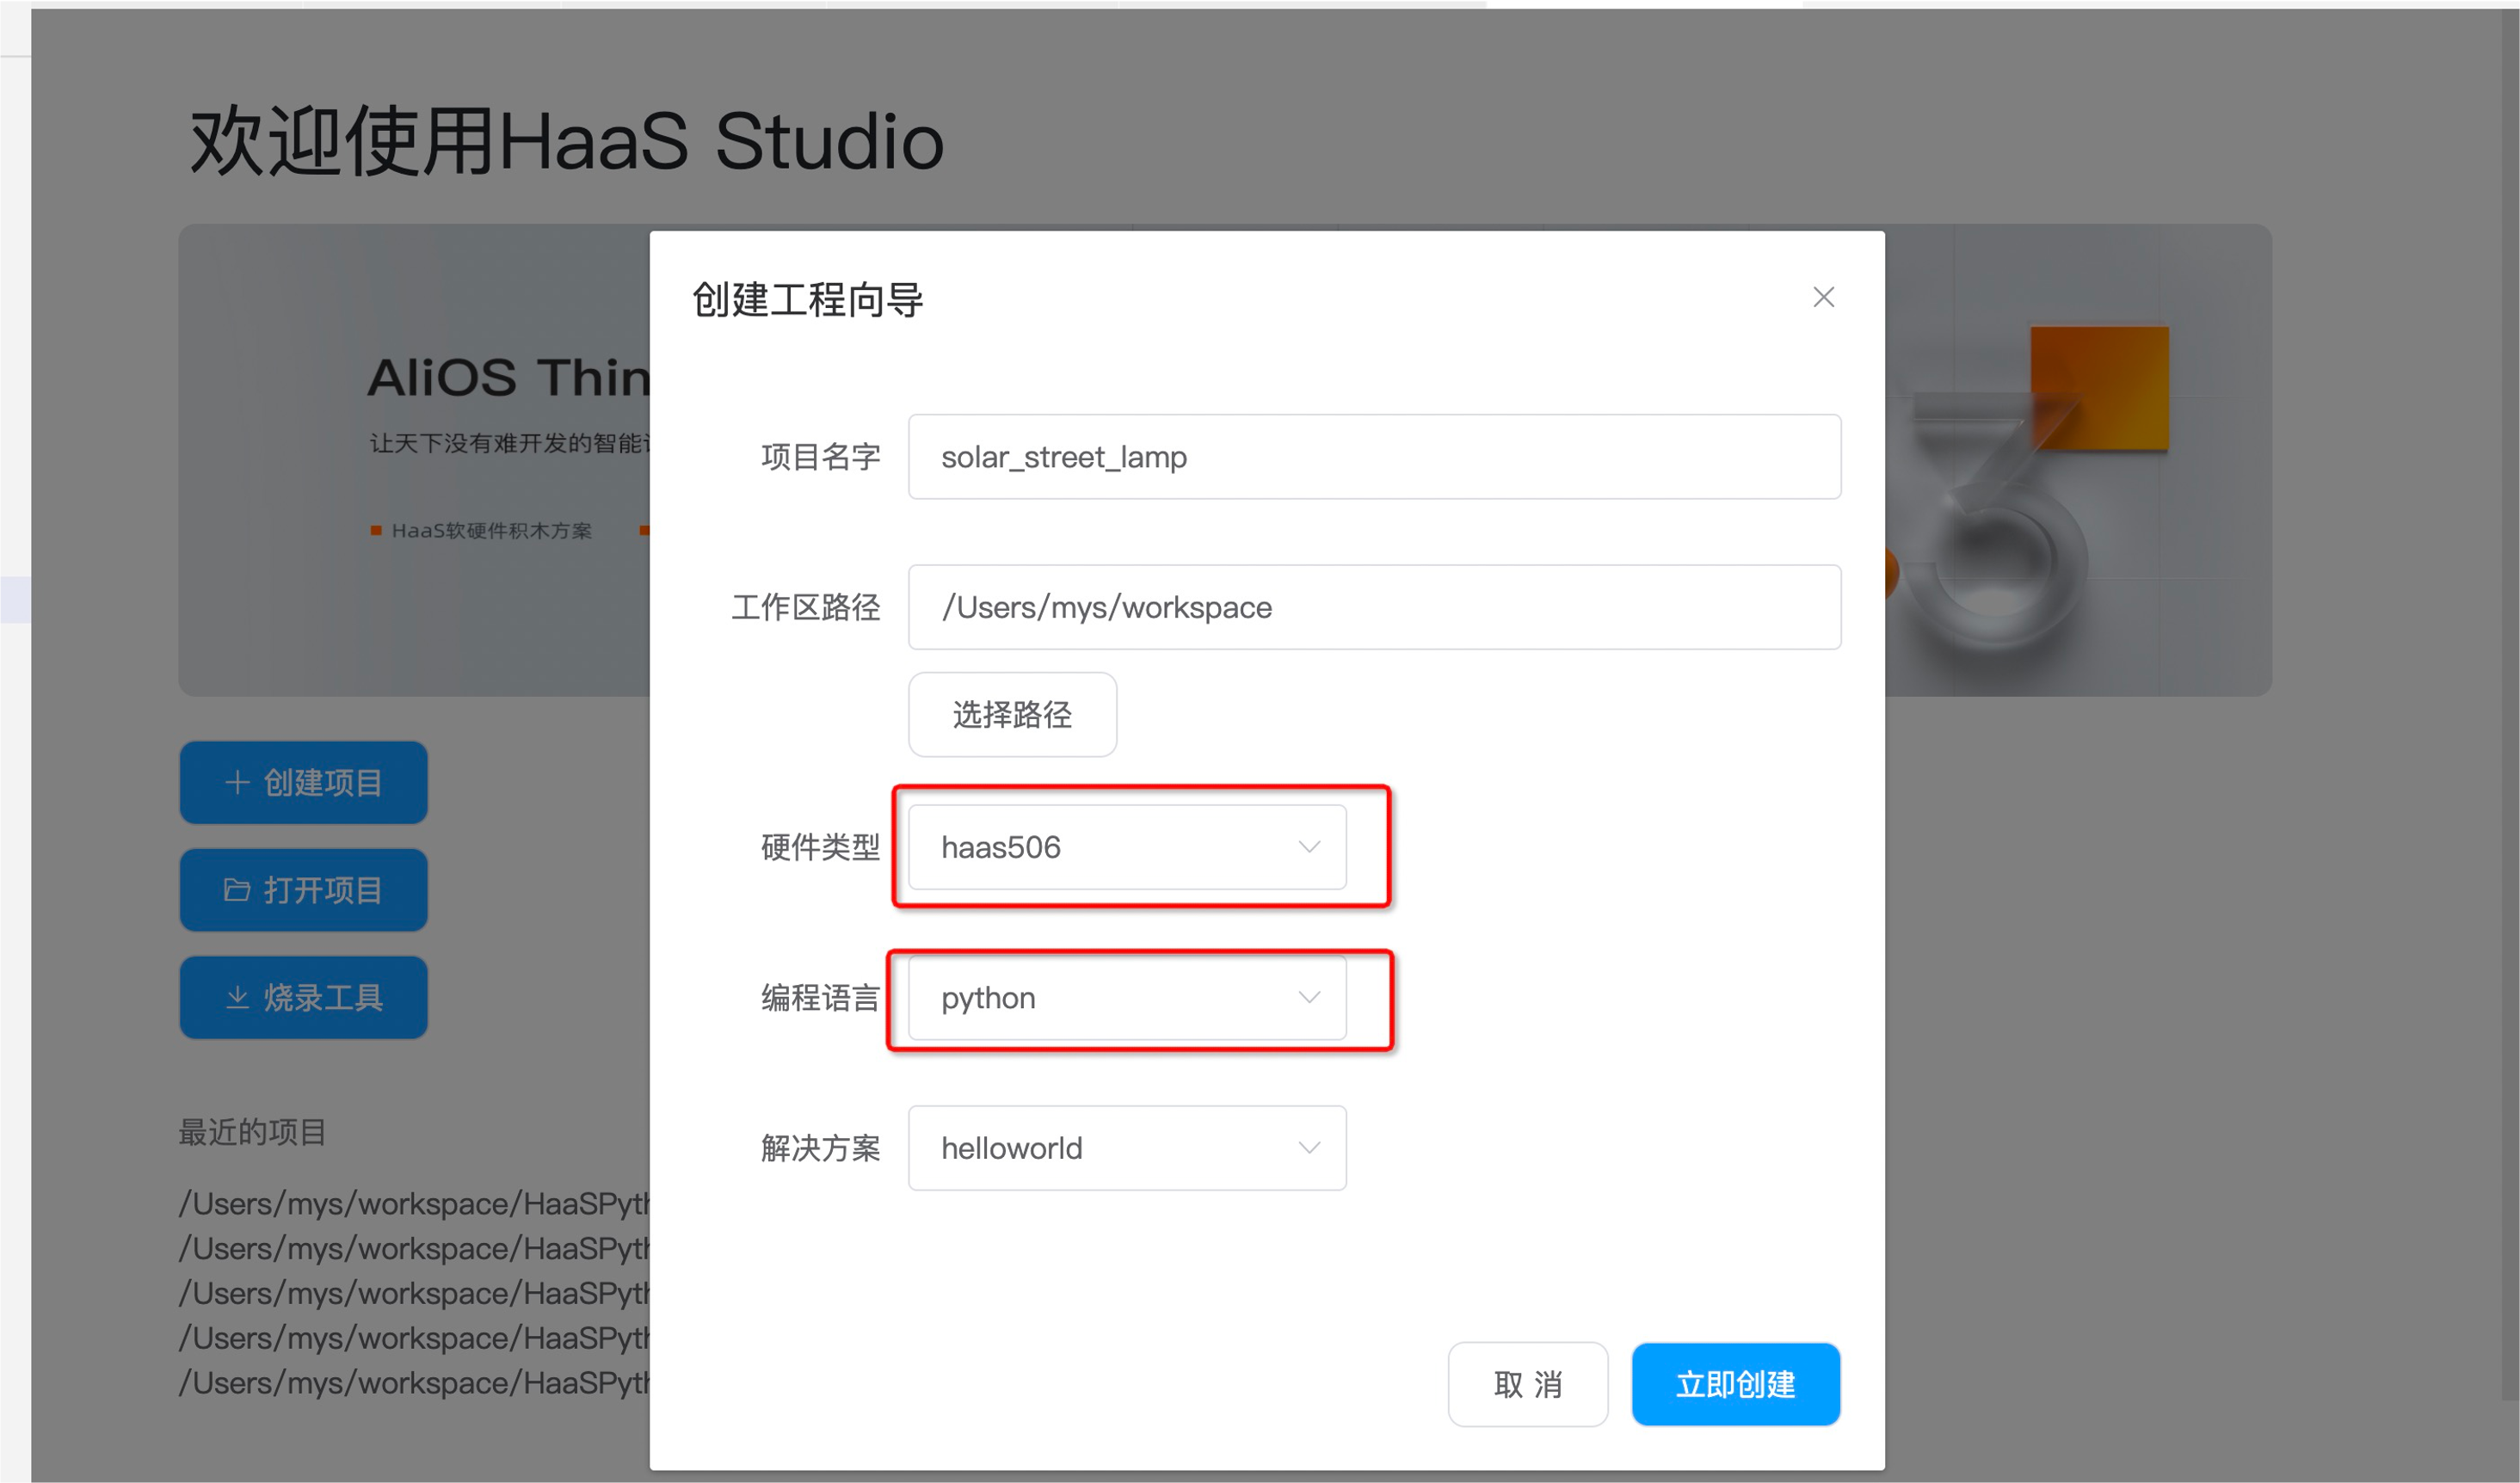 欢迎使用HaaS Studio
AliOS Thin
让天下没有难开发的智能
HaaS软硬件积木方案
创建项目
打开项目
烧录工具
最近的项目
/Users/mys/workspace/HaaSPyth
/Users/mys/workspace/HaaSPyth
/Users/mys/workspace/HaaSPyth
/Users/mys/workspace/HaaSPyth
/Users/mys/workspace/HaaSPyth
创建工程向导
项目名字 solar_street_lamp
工作区路径 /Users/mys/workspace
选择路径
硬件类型 haas506
编程语言 python
解决方案 helloworld
取 消 立即创建